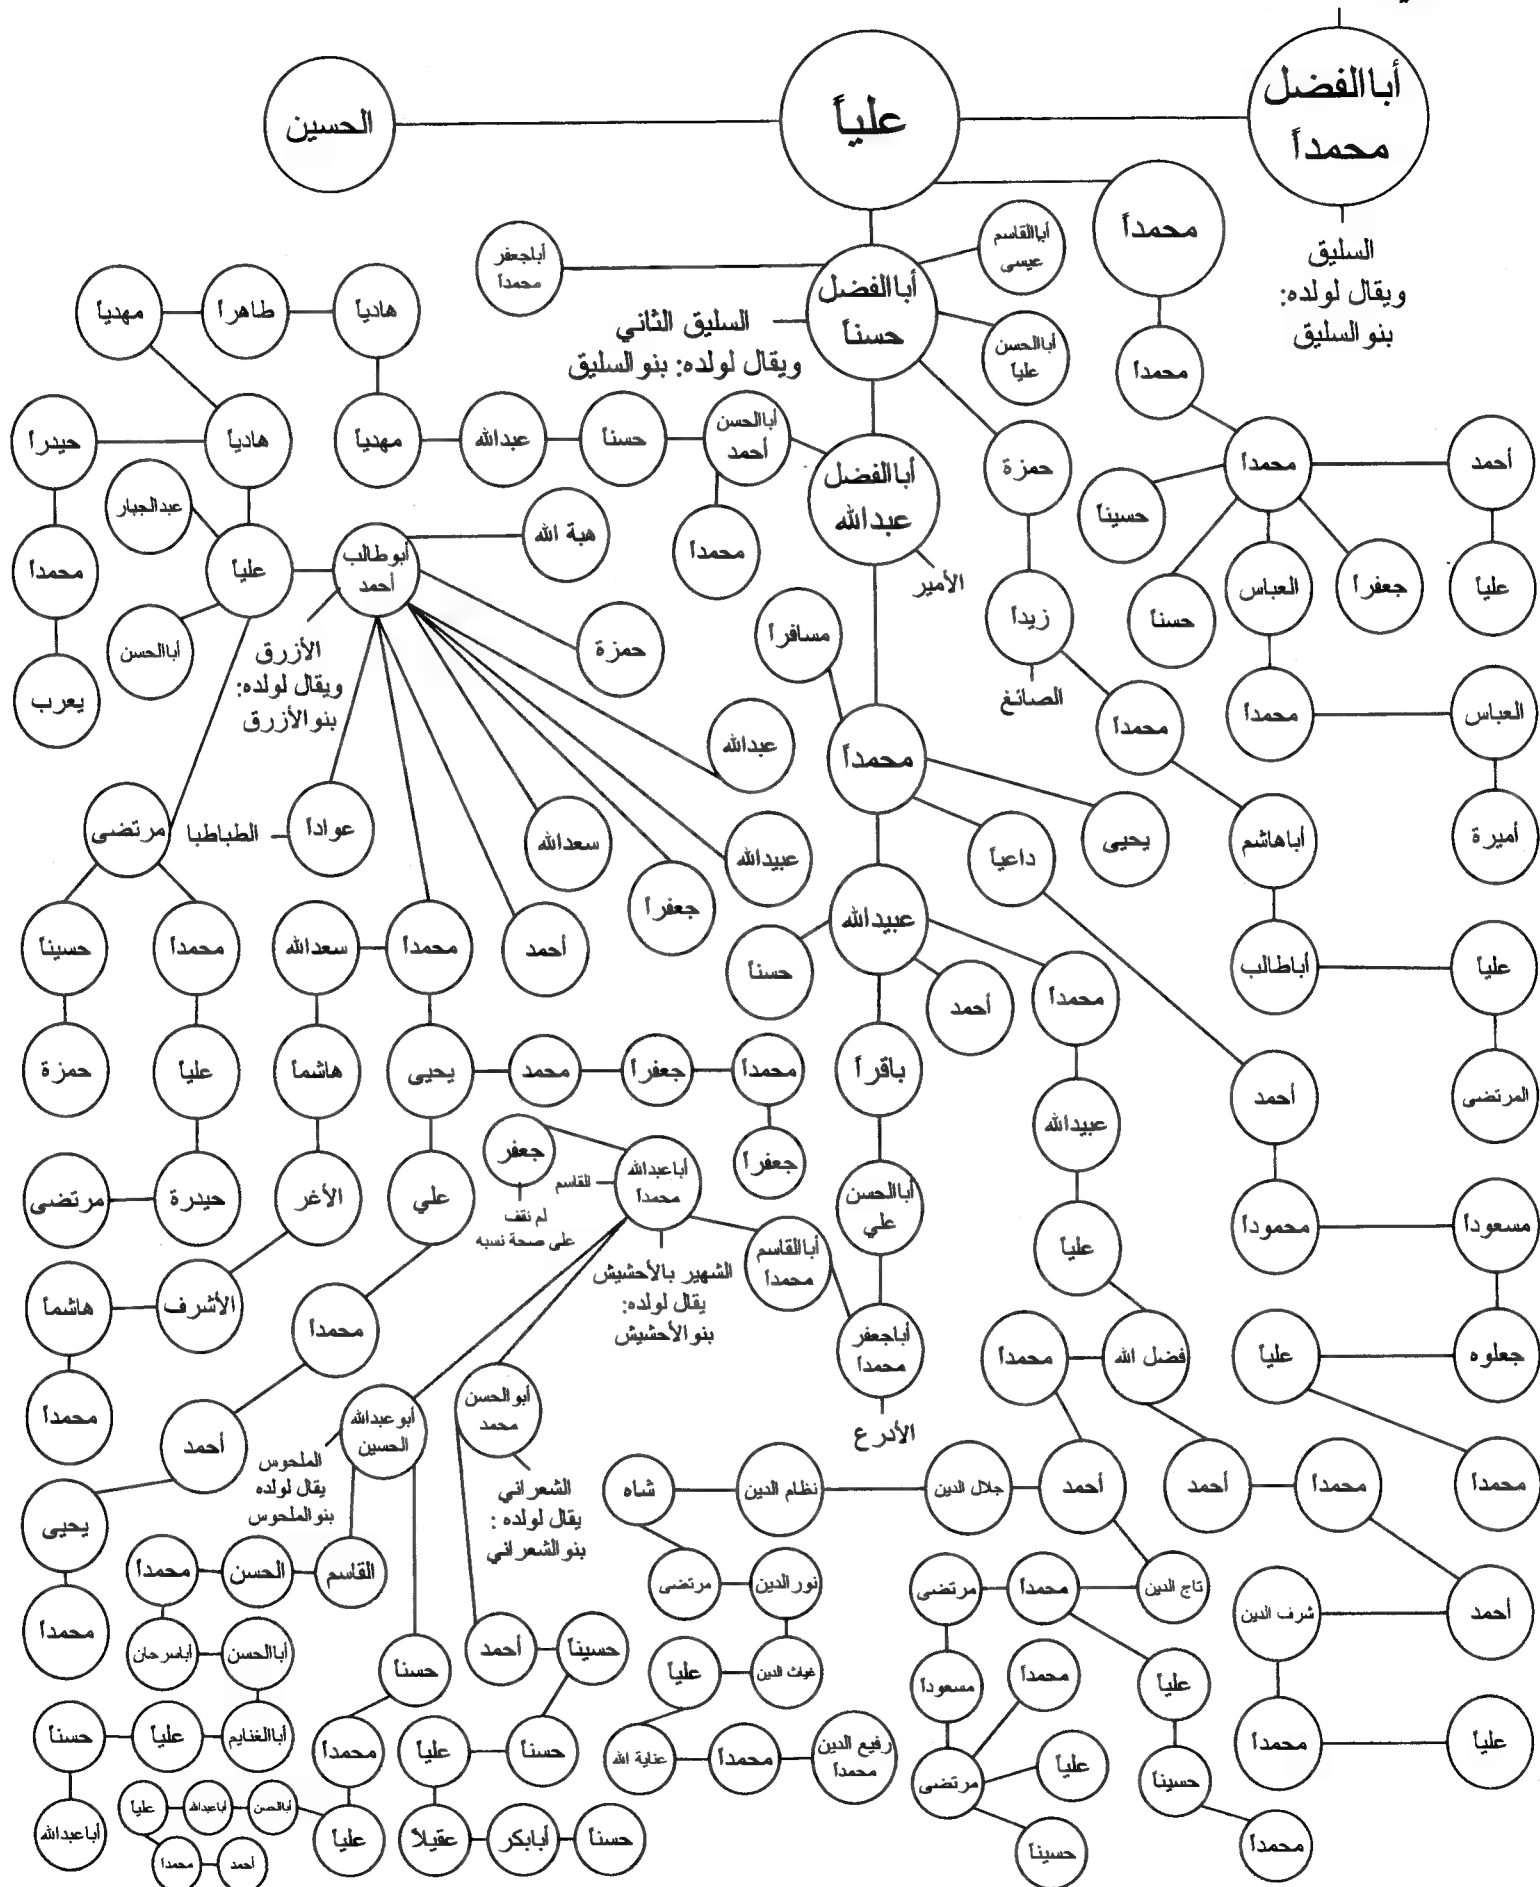 أباالفضل
محمداً
علياً
الحسين
السليق
ويقال لولده:
بنو السليق
محمداً
أباالقاسم
عيسى
أباجعفر
محمداً
أباالفضل
حسناً
السليق الثاني
ويقال لولده: بنو السليق
أباالحسن
علياً
محمداً
هادياً
طاهراً
مهدياً
أحمد
محمداً
حسيناً
حمزة
أباالفضل
عبدالله
الأمير
أباالحسن
أحمد
حسناً
عبدالله
مهدياً
هادياً
حيدراً
علياً
جعفراً
العباس
حسناً
زيداً
الصائغ
محمداً
هبة الله
أبوطالب
أحمد
الأزرق
ويقال لولده:
بنو الأزرق
علياً
عبدالجبار
أباالحسن
محمداً
يعرب
العباس
محمداً
محمداً
مسافراً
حمزة
محمداً
عبدالله
أميرة
أباهاشم
يحيى
داعياً
عبيدالله
سعدالله
جعفراً
عواداً
الطباطبا
مرتضى
علياً
أباطالب
محمداً
أحمد
عبيدالله
حسناً
أحمد
محمداً
سعدالله
محمداً
حسيناً
المرتضى
أحمد
عبيدالله
باقراً
محمداً
جعفراً
محمد
يحيى
هاشماً
علياً
حمزة
جعفراً
مسعوداً
محموداً
علياً
أباالحسن
علي
أباالقاسم
محمداً
أباعبدالله
محمداً
للقاسم
الشهير بالأحشيش
يقال لولده:
بنو الأحشيش
جعفر
لم نقف
على صحة نسبه
علي
الأغر
حيدرة
مرتضى
جعلوه
علياً
فضل الله
محمداً
أباجعفر
محمداً
الأدرع
محمداً
الأشرف
هاشماً
محمداً
محمداً
محمداً
أحمد
أحمد
جلال الدين
نظام الدين
شاه
أبوالحسن
محمد
الشعراني
يقال لولده :
بنو الشعراني
أبو عبدالله
الحسين
الملحوس
يقال لولده
بنو الملحوس
أحمد
يحيى
محمداً
أحمد
شرف الدين
تاج الدين
محمداً
مرتضى
نور الدين
مرتضى
القاسم
الحسن
محمداً
علياً
محمداً
مسعوداً
غياث الدين
علياً
حسيناً
أحمد
حسناً
أباالحسن
أباسرحان
علياً
محمداً
حسيناً
علياً
مرتضى
رفيع الدين
محمداً
محمداً
عناية الله
حسناً
علياً
محمداً
أباالغنايم
علياً
حسناً
محمداً
حسيناً
حسناً
أبابكر
عقيلاً
علياً
أباالحسن
أباعبدالله
علياً
أباعبدالله
أحمد
محمداً